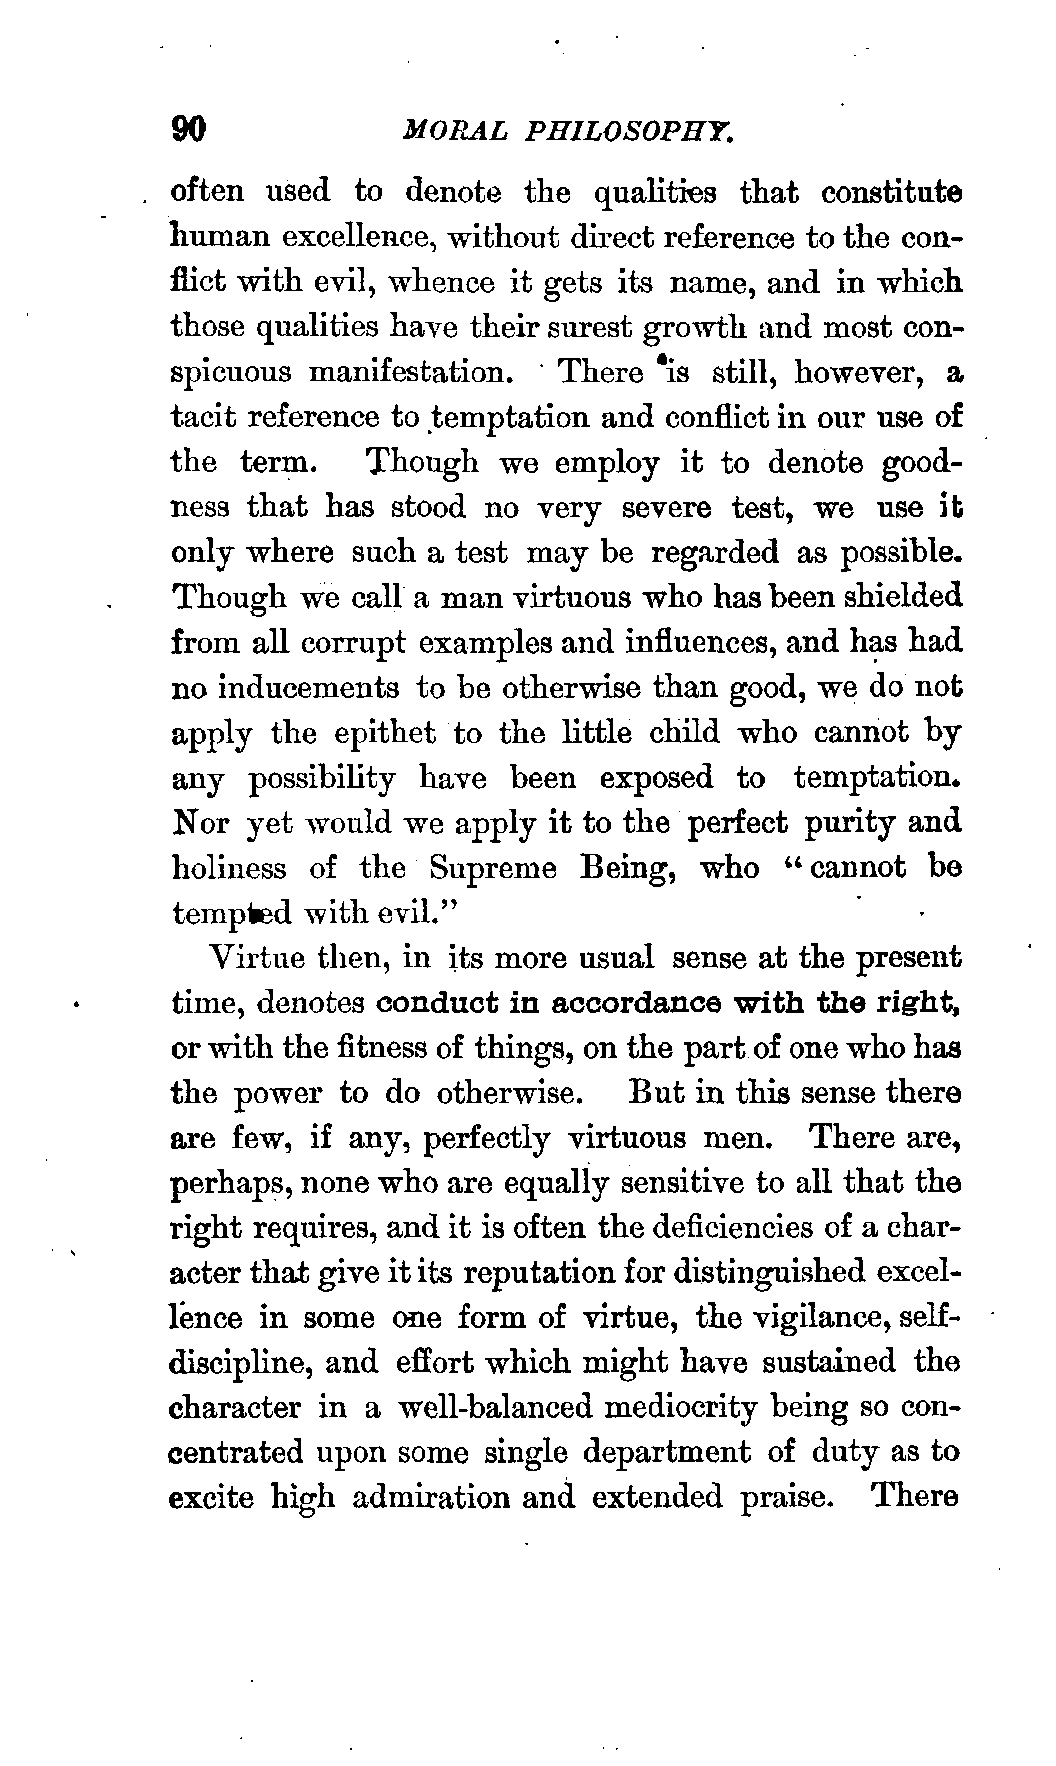 90 MORAL PHILOSOPHY.
often used to denote the qualities that constitute
human excellence, without direct reference to the con-
flict with evil, whence it gets its name, and in which
those qualities have their surest growth and most con-
spicuous manifestation. There is still, however, a
tacit reference to temptation and conflict in our use of
the term. Though we employ it to denote good-
ness that has stood no very severe test, we use it
only where such a test may be regarded as possible.
Though we call a man virtuous who has been shielded
from all corrupt examples and influences, and has had
no inducements to be otherwise than good, we do not
apply the epithet to the little child who cannot by
any possibility have been exposed to temptation.
Nor yet would we apply it to the perfect purity and
holiness of the Supreme Being, who “cannot be
tempted with evil.”
Virtue then, in its more usual sense at the present
time, denotes conduct in accordance with the right,
or with the fitness of things, on the part of one who has
the power to do otherwise. But in this sense there
are few, if any, perfectly virtuous men. There are,
perhaps, none who are equally sensitive to all that the
right requires, and it is often the deficiencies of a char-
acter that give it its reputation for distinguished excel-
lence in some one form of virtue, the vigilance, self-
discipline, and effort which might have sustained the
character in a well-balanced mediocrity being so con-
centrated upon some single department of duty as to
excite high admiration and extended praise. There